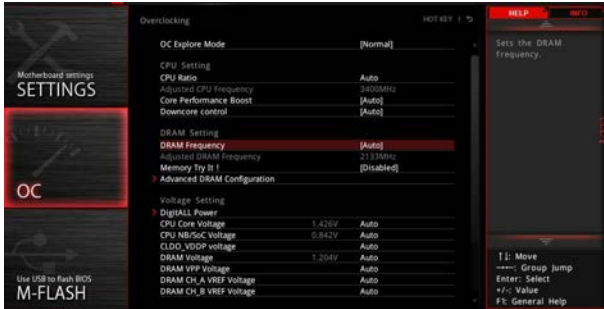 Overclocking
HOT KEY
HELP
INFO
OC Explore Mode [Normal]
CPU Setting
CPU Ratio Auto
Adjusted CPU Frequency 3400MHz
Core Performance Boost [Auto]
Downcore control [Auto]
DRAM Setting
DRAM Frequency [Auto]
Adjusted DRAM Frequency 2133MHz
Memory Try It ! [Disabled]
Advanced DRAM Configuration
Voltage Setting
DigitALL Power
CPU Core Voltage 1.426V Auto
CPU NB/SoC Voltage 0.842V Auto
CLDO_VDDP voltage Auto
DRAM Voltage 1.204V Auto
DRAM VPP Voltage Auto
DRAM CH_A VREF Voltage Auto
DRAM CH_B VREF Voltage Auto
Motherboard settings
SETTINGS
OC
Use USB to flash BIOS
M-FLASH
Sets the DRAM
frequency.
↑↓: Move
→←: Group Jump
Enter: Select
+/-: Value
F1: General Help